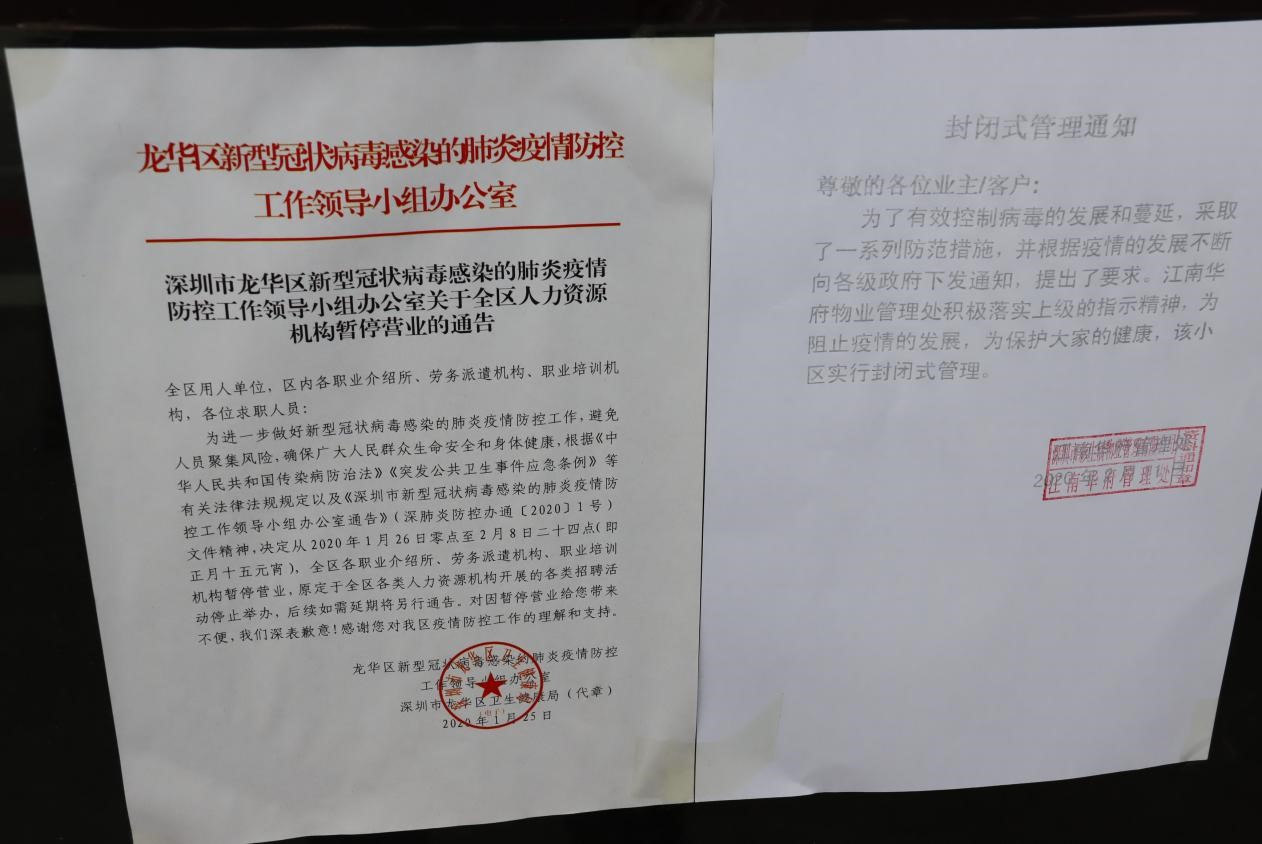 龙华区新型冠状病毒感染的肺炎疫情防控
工作领导小组办公室
深圳市龙华区新型冠状病毒感染的肺炎疫情
防控工作领导小组办公室关于全区人力资源
机构暂停营业的通告
全区用人单位，区内各职业介绍所、劳务派遣机构、职业培训机
构，各位求职人员：
为进一步做好新型冠状病毒感染的肺炎疫情防控工作，避免
人员聚集风险，确保广大人民群众生命安全和身体健康，根据《中
华人民共和国传染病防治法》《突发公共卫生事件应急条例》等
有关法律法规规定以及《深圳市新型冠状病毒感染的肺炎疫情防
控工作领导小组办公室通告》（深肺炎防控办通〔2020〕1号）
文件精神，决定从2020年1月26日零点至2月8日二十四点（即
正月十五元宵），全区各职业介绍所、劳务派遣机构、职业培训
机构暂停营业，原定于全区各类人力资源机构开展的各类招聘活
动停止举办，后续如需延期将另行通告。对因暂停营业给您带来
不便，我们深表歉意！感谢您对我区疫情防控工作的理解和支持。
龙华区新型冠状病毒感染的肺炎疫情防控
工作领导小组办公室
深圳市龙华区卫生健康局（代章）
2020年1月25日
封闭式管理通知
尊敬的各位业主/客户：
为了有效控制病毒的发展和蔓延，采取
了一系列防范措施，并根据疫情的发展不断
向各级政府下发通知，提出了要求。江南华
府物业管理处积极落实上级的指示精神，为
阻止疫情的发展，为保护大家的健康，该小
区实行封闭式管理。
江南华府管理处
2020年